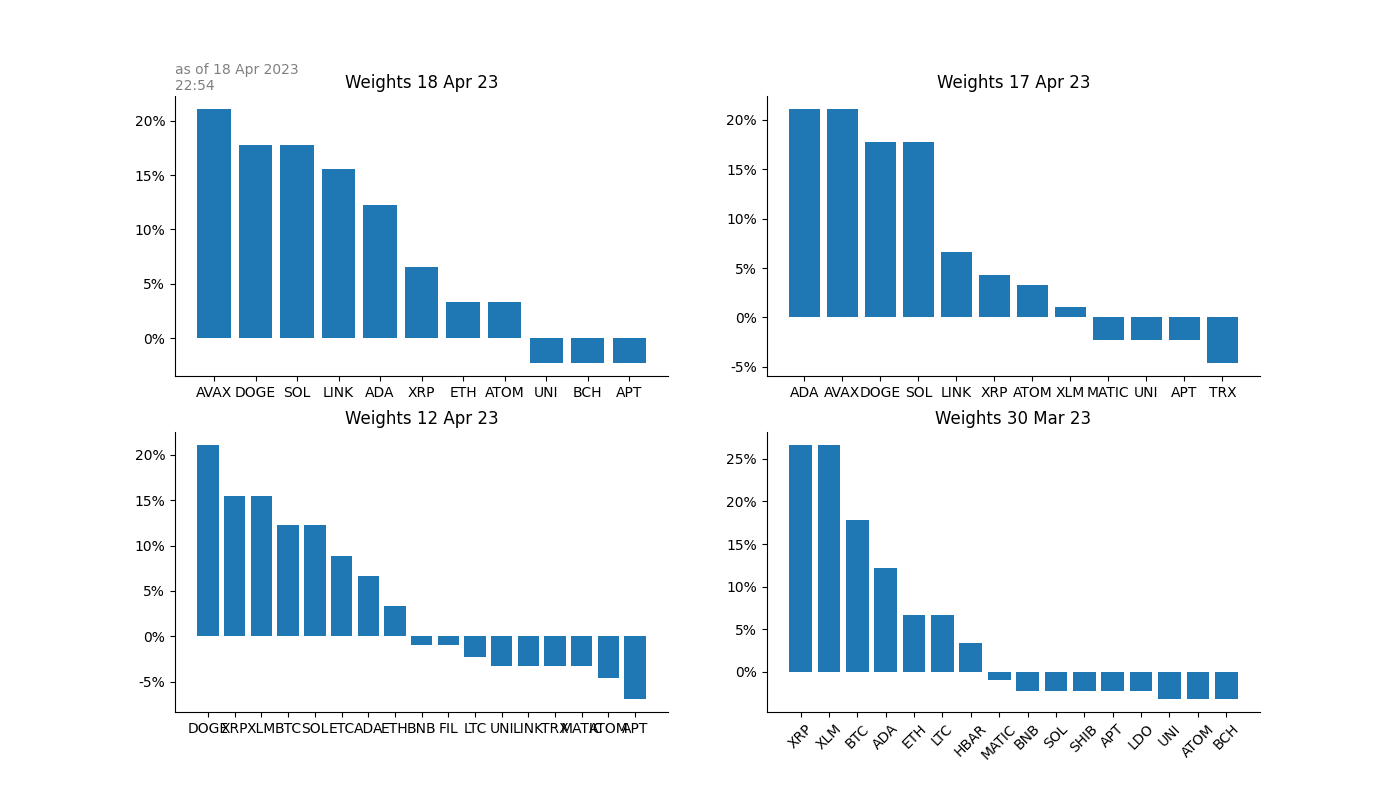 as of 18 Apr 2023
22:54
Weights 18 Apr 23
20%
15%
10%
5%
0%
AVAX DOGE SOL LINK ADA XRP ETH ATOM UNI BCH APT
Weights 17 Apr 23
20%
15%
10%
5%
0%
-5%
ADA AVAX DOGE SOL LINK XRP ATOM XLM MATIC UNI APT TRX
Weights 12 Apr 23
20%
15%
10%
5%
0%
-5%
DOGE XRP XLM BTC SOL ETC ADA ETH BNB FIL LTC UNI LINK TRX MATIC ATOM APT
Weights 30 Mar 23
25%
20%
15%
10%
5%
0%
XRP XLM BTC ADA ETH LTC HBAR MATIC BNB SOL SHIB APT LDO UNI ATOM BCH